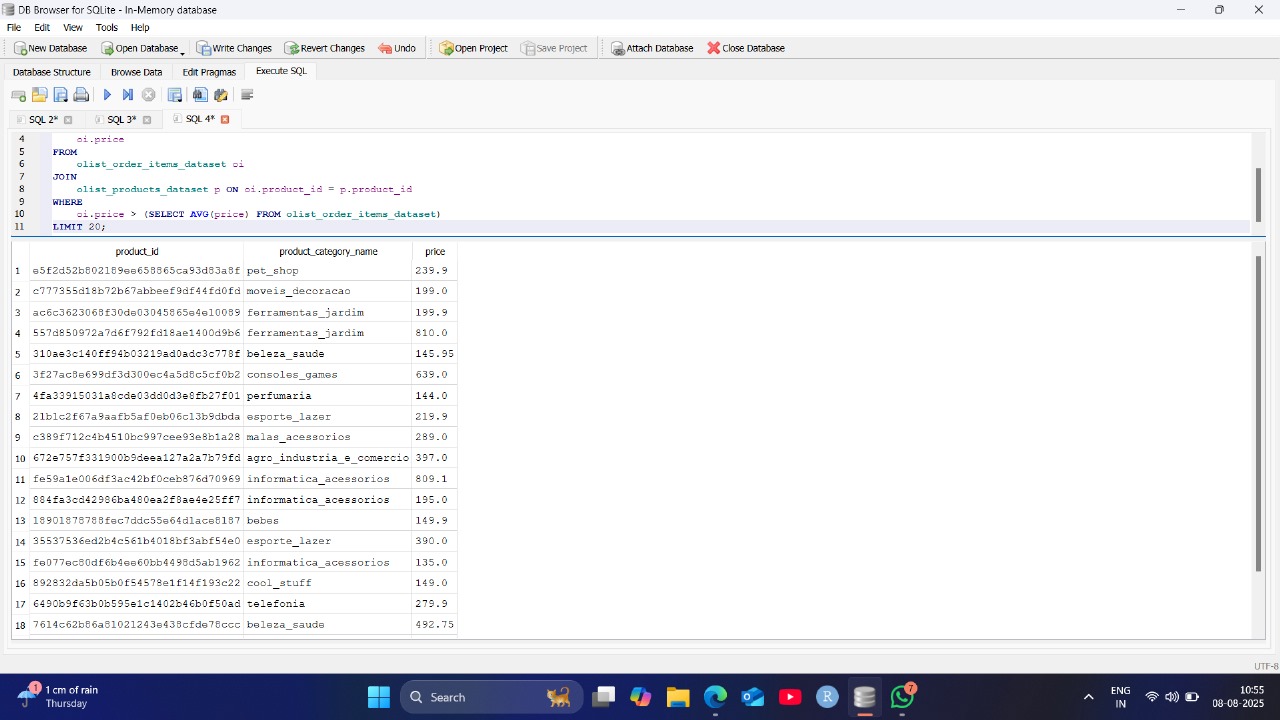 DB Browser for SQLite - In-Memory database
File Edit View Tools Help
New Database Open Database Write Changes Revert Changes Undo Open Project Save Project Attach Database Close Database
Database Structure Browse Data Edit Pragmas Execute SQL
SQL 2* SQL 3* SQL 4*
4 oi.price
5 FROM
6 olist_order_items_dataset oi
7 JOIN
8 olist_products_dataset p ON oi.product_id = p.product_id
9 WHERE
10 oi.price > (SELECT AVG(price) FROM olist_order_items_dataset)
11 LIMIT 20;
product_id product_category_name price
1 e5f2d52b802189ee658865ca93d83a8f pet_shop 239.9
2 c777355d18b72b67abbeef9df44fd0fd moveis_decoracao 199.0
3 ac6c3623068f30de03045865e4e10089 ferramentas_jardim 199.9
4 557d850972a7d6f792fd18ae1400d9b6 ferramentas_jardim 810.0
5 310ae3c140ff94b03219ad0adc3c778f beleza_saude 145.95
6 3f27ac8e699df3d300ec4a5d8c5cf0b2 consoles_games 639.0
7 4fa33915031a8cde03dd0d3e8fb27f01 perfumaria 144.0
8 21b1c2f67a9aafb5af0eb06c13b9dbda esporte_lazer 219.9
9 c389f712c4b4510bc997cee93e8b1a28 malas_acessorios 289.0
10 672e757f331900b9deea127a2a7b79fd agro_industria_e_comercio 397.0
11 fe59a1e006df3ac42bf0ceb876d70969 informatica_acessorios 809.1
12 884fa3cd42986ba480ea2f8ae4e25ff7 informatica_acessorios 195.0
13 18901878788fec7ddc55e64d1ace8187 bebes 149.9
14 35537536ed2b4c561b4018bf3abf54e0 esporte_lazer 390.0
15 fe077ec80df6b4ee60bb4498d5ab1962 informatica_acessorios 135.0
16 892832da5b05b0f54578e1f14f193c22 cool_stuff 149.0
17 6490b9f63b0b595e1c1402b46b0f50ad telefonia 279.9
18 7614c62b86a81021243e438cfde78ccc beleza_saude 492.75
UTF-8
1 1 cm of rain
Thursday
Search
R
7
ENG
IN
10:55
08-08-2025